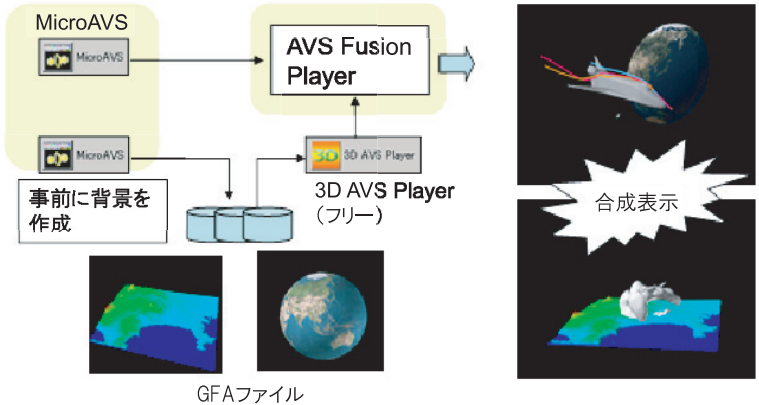 MicroAVS
MicroAVS
AVS Fusion
Player
MicroAVS
3D
3D AVS Player
事前に背景を
作成
3D AVS Player
（フリー）
合成表示
GFAファイル